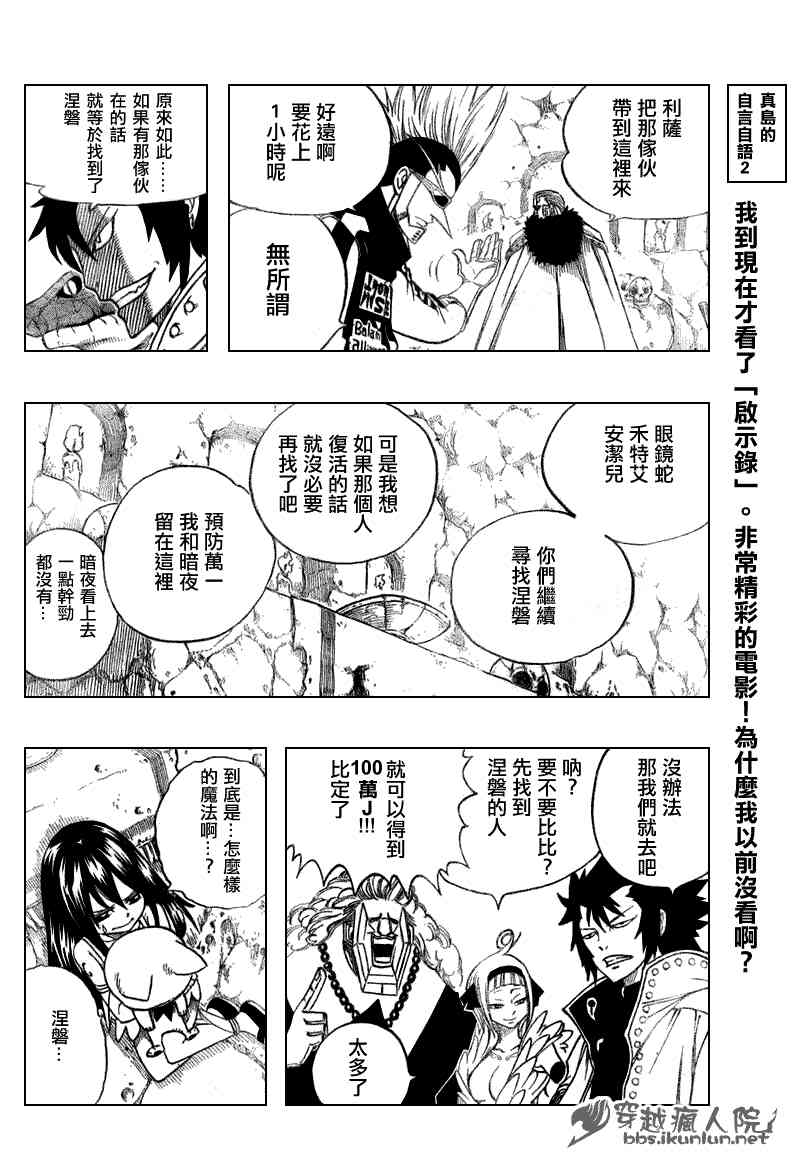 真島的
自言自語2
我到現在才看了「啟示錄」。非常精彩的電影！為什麼我以前沒看啊？
利薩
把那傢伙
帶到這裡來
好遠啊
要花上
1小時呢
無所謂
Balam
原來如此……
如果有那傢伙
在的話
就等於找到了
涅磐
眼鏡蛇
禾特艾
安潔兒
你們繼續
尋找涅磐
可是我想
如果那個人
復活的話
就沒必要
再找了吧
預防萬一
我和暗夜
留在這裡
暗夜看上去
一點幹勁
都沒有…
沒辦法
那我們就去吧
吶？
要不要比比？
先找到
涅磐的人
就可以得到
100萬J
比定了!!!
太多了
到底是…怎麼樣
的魔法啊…？
涅磐
…
穿越瘋人院
bbs.ikunlun.net